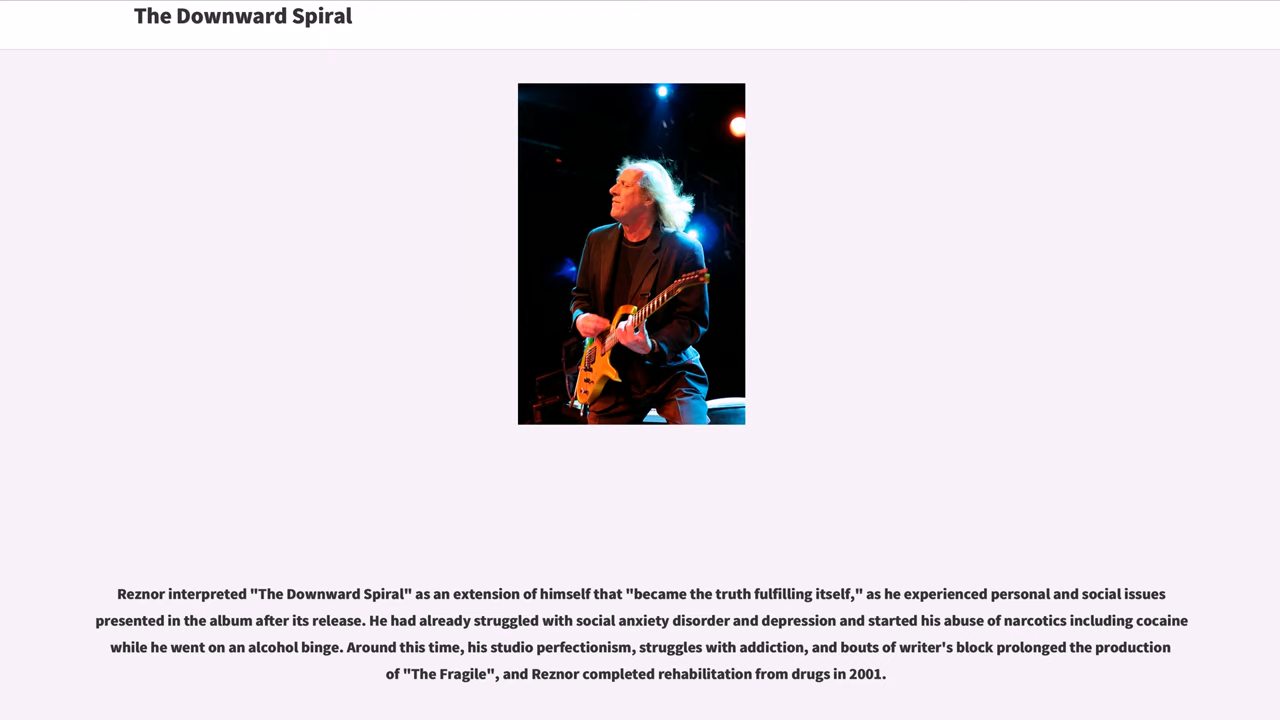 The Downward Spiral
Reznor interpreted "The Downward Spiral" as an extension of himself that "became the truth fulfilling itself," as he experienced personal and social issues
presented in the album after its release. He had already struggled with social anxiety disorder and depression and started his abuse of narcotics including cocaine
while he went on an alcohol binge. Around this time, his studio perfectionism, struggles with addiction, and bouts of writer's block prolonged the production
of "The Fragile", and Reznor completed rehabilitation from drugs in 2001.